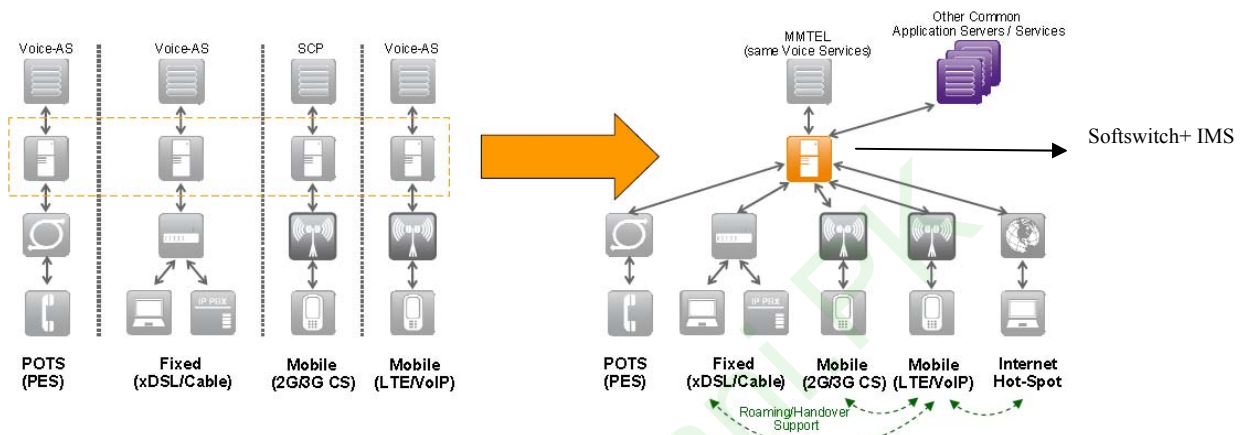 Voice-AS
Voice-AS
SCP
Voice-AS
IP PBX
POTS
(PES)
Fixed
(xDSL/Cable)
Mobile
(2G/3G CS)
Mobile
(LTE/VoIP)
MMTEL
(same Voice Services)
Other Common
Application Servers / Services
Softswitch+ IMS
IP PBX
POTS
(PES)
Fixed
(xDSL/Cable)
Mobile
(2G/3G CS)
Mobile
(LTE/VoIP)
Internet
Hot-Spot
Roaming/Handover
Support